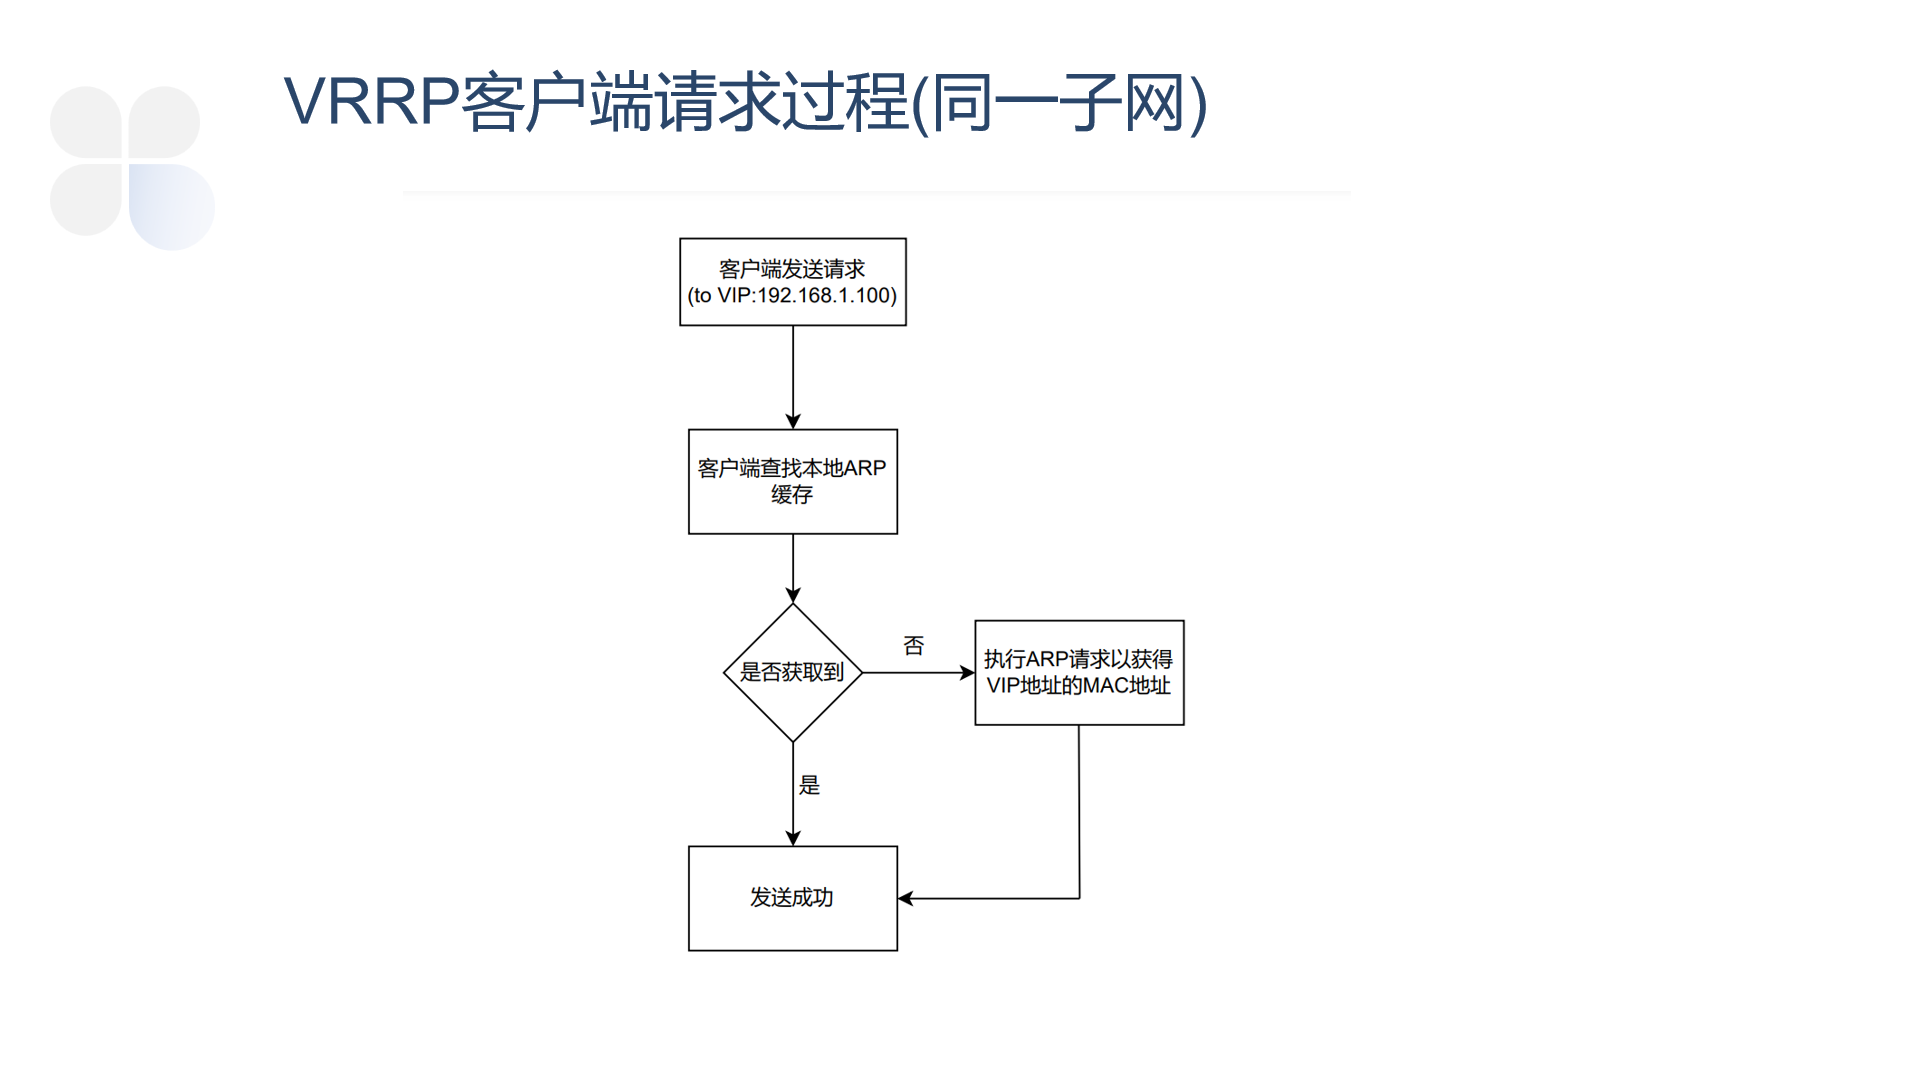 VRRP客户端请求过程(同一子网)
客户端发送请求
(to VIP:192.168.1.100)
客户端查找本地ARP
缓存
是否获取到
否
执行ARP请求以获得
VIP地址的MAC地址
是
发送成功